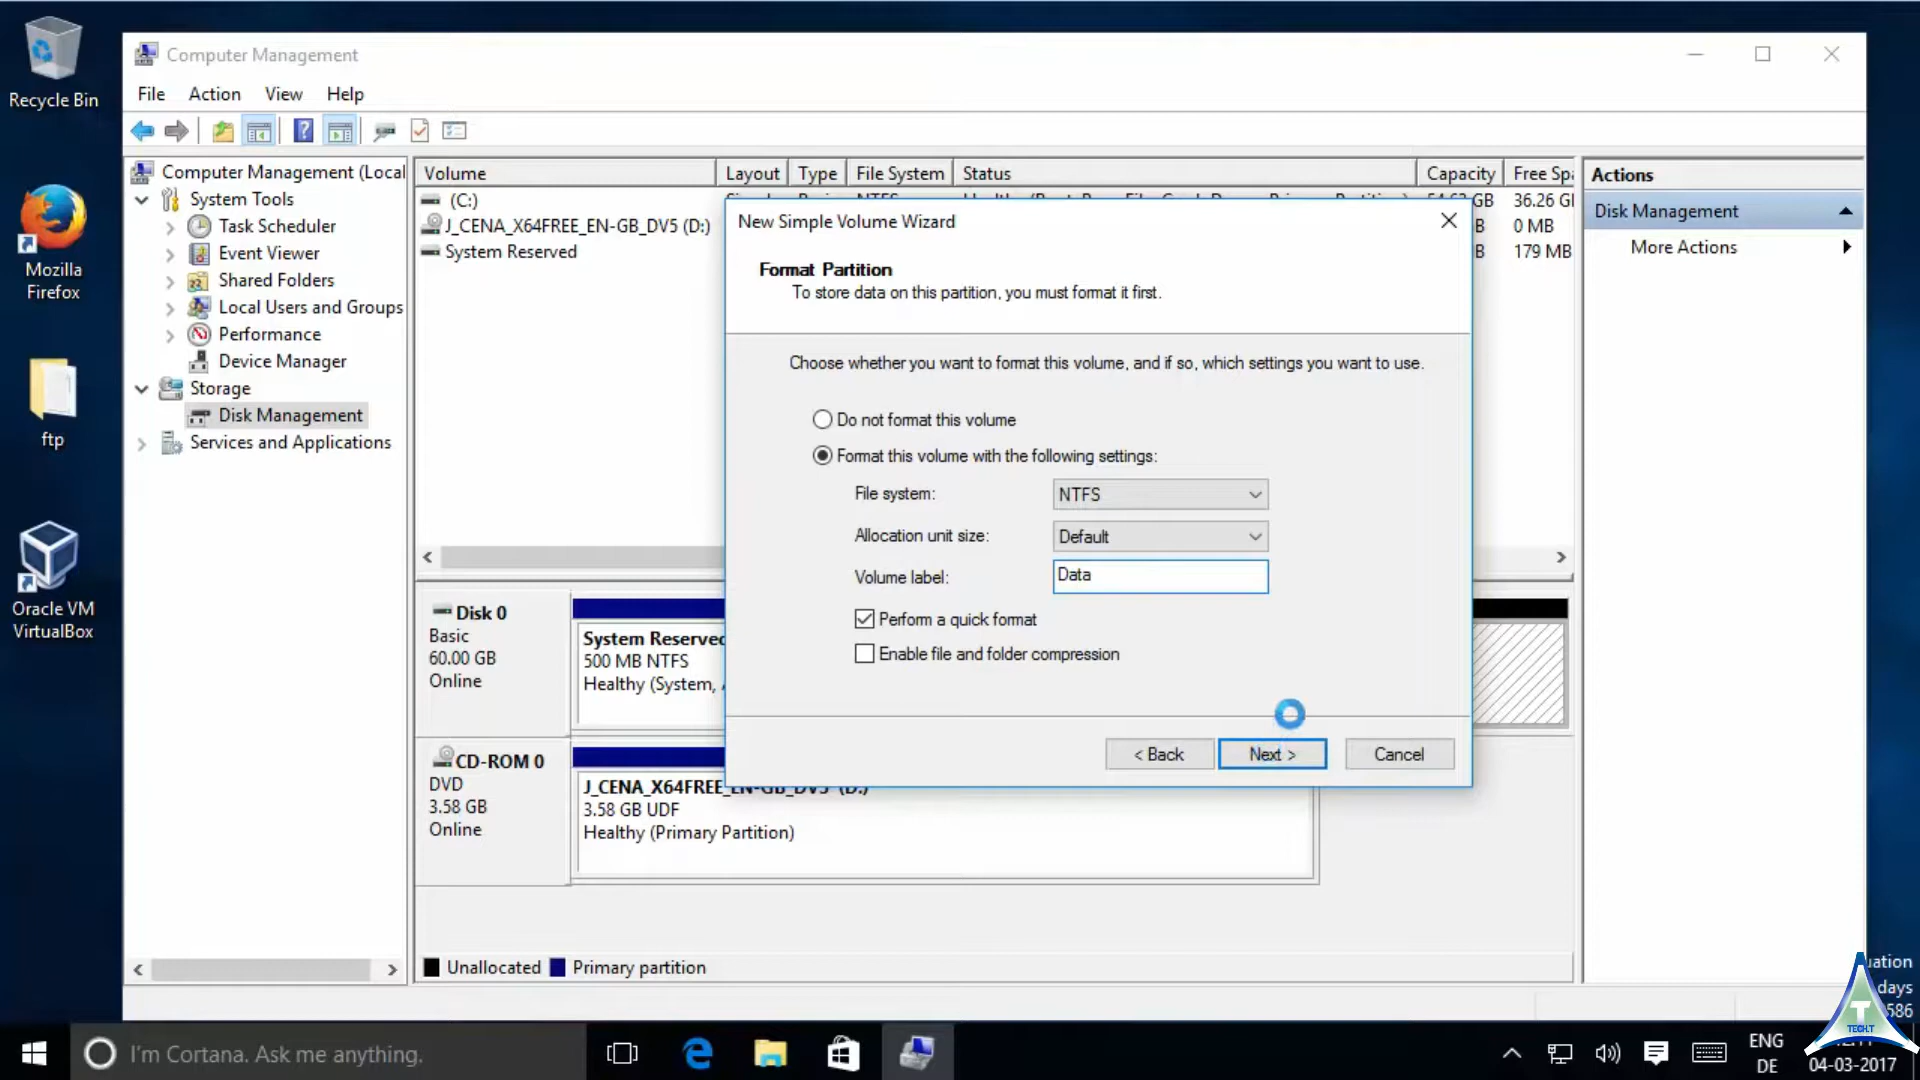 Recycle Bin
Mozilla
Firefox
ftp
Oracle VM
VirtualBox
Computer Management
File Action View Help
Computer Management (Local
System Tools
Task Scheduler
Event Viewer
Shared Folders
Local Users and Groups
Performance
Device Manager
Storage
Disk Management
Services and Applications
Volume Layout Type File System Status Capacity Free Spa
(C:) GB 36.26 GB
J_CENA_X64FREE_EN-GB_DV5 (D:) B 0 MB
System Reserved B 179 MB
New Simple Volume Wizard
Format Partition
To store data on this partition, you must format it first.
Choose whether you want to format this volume, and if so, which settings you want to use.
Do not format this volume
Format this volume with the following settings:
File system: NTFS
Allocation unit size: Default
Volume label: Data
Perform a quick format
Enable file and folder compression
< Back Next > Cancel
Disk 0
Basic
60.00 GB
Online
System Reserved
500 MB NTFS
Healthy (System,
CD-ROM 0
DVD
3.58 GB
Online
J_CENA_X64FREE_EN-GB_DV5 (D:)
3.58 GB UDF
Healthy (Primary Partition)
Unallocated Primary partition
Actions
Disk Management
More Actions
uation
days
586
T
TECH.T
I'm Cortana. Ask me anything.
ENG
DE
04-03-2017